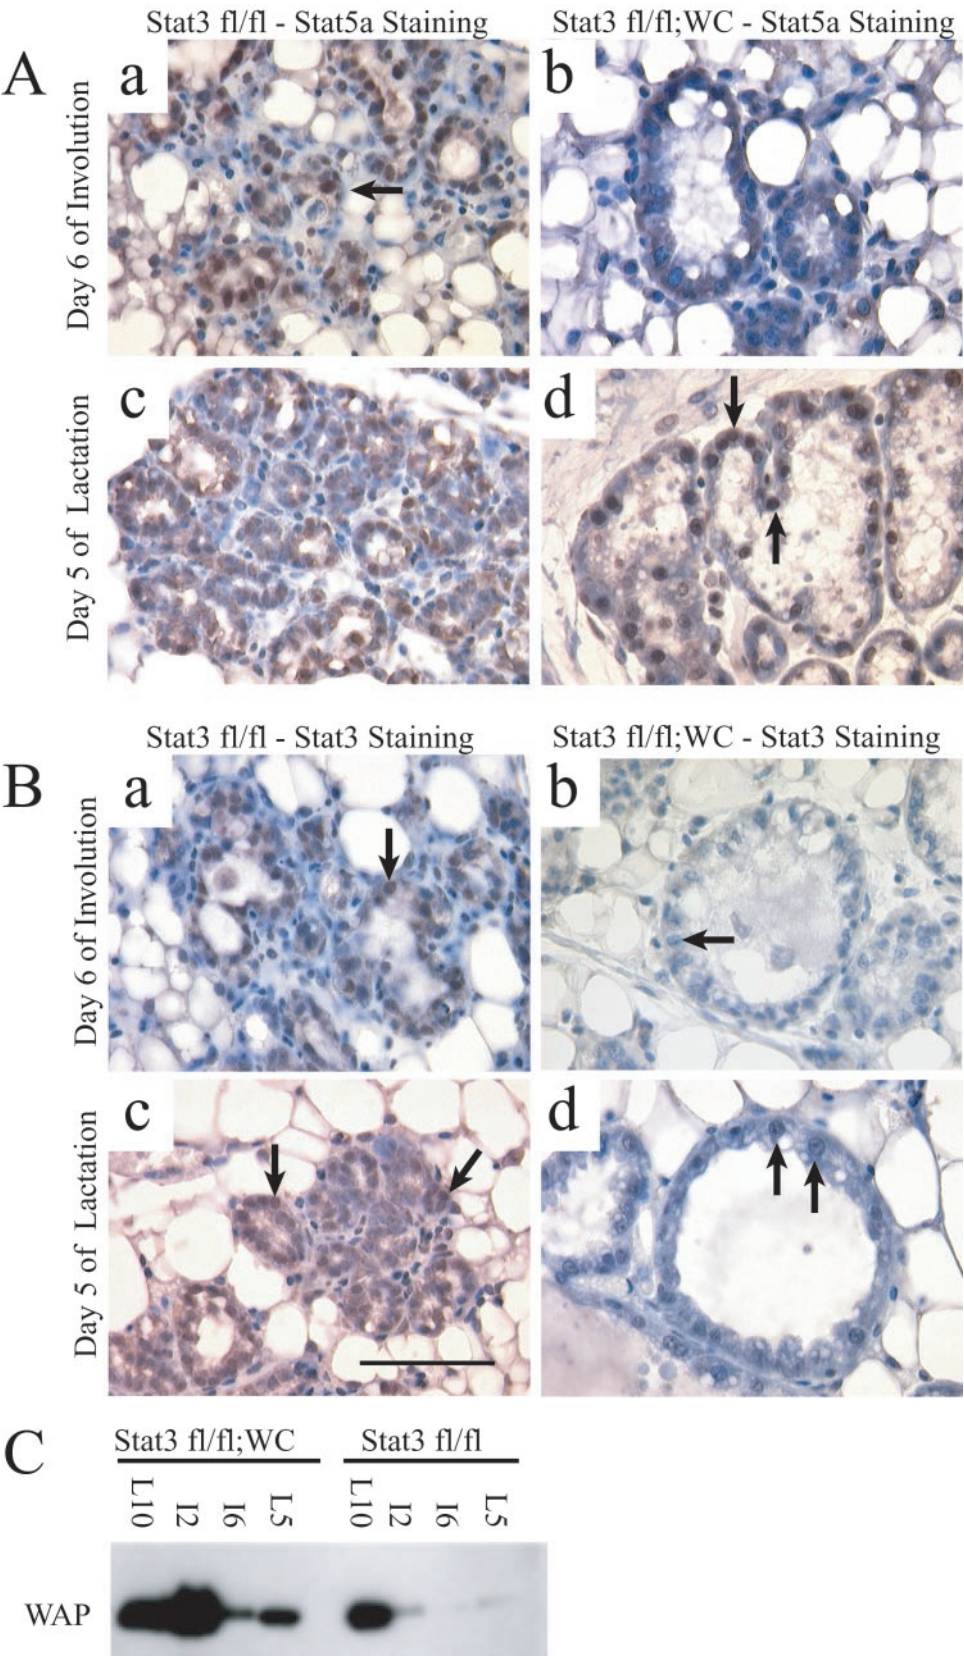 Stat3 fl/fl - Stat5a Staining
Stat3 fl/fl;WC - Stat5a Staining
A
a
b
Day 6 of Involution
c
d
Day 5 of Lactation
Stat3 fl/fl - Stat3 Staining
Stat3 fl/fl;WC - Stat3 Staining
B
a
b
Day 6 of Involution
c
d
Day 5 of Lactation
C
Stat3 fl/fl;WC
Stat3 fl/fl
L10 I2 I6 L5
L10 I2 I6 L5
WAP